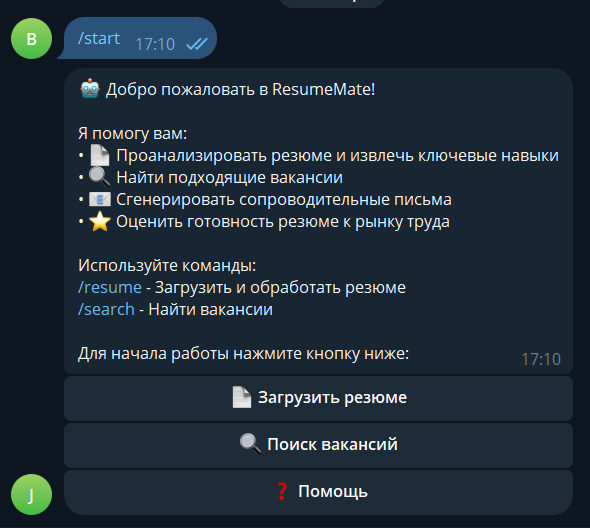 B
/start 17:10
🤖 Добро пожаловать в ResumeMate!
Я помогу вам:
• 📄 Проанализировать резюме и извлечь ключевые навыки
• 🔍 Найти подходящие вакансии
• 📧 Сгенерировать сопроводительные письма
• ⭐ Оценить готовность резюме к рынку труда
Используйте команды:
/resume - Загрузить и обработать резюме
/search - Найти вакансии
Для начала работы нажмите кнопку ниже:
17:10
📄 Загрузить резюме
🔍 Поиск вакансий
J
❓ Помощь